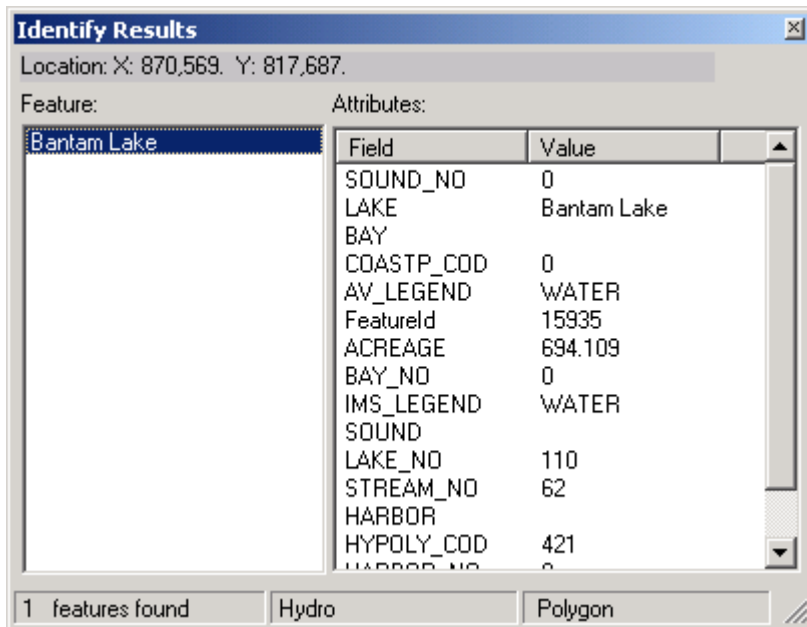 Identify Results
Location: X: 870,569.  Y: 817,687.
Feature: Attributes:
Bantam Lake
Field Value
SOUND_NO 0
LAKE Bantam Lake
BAY
COASTP_COD 0
AV_LEGEND WATER
FeatureId 15935
ACREAGE 694.109
BAY_NO 0
IMS_LEGEND WATER
SOUND
LAKE_NO 110
STREAM_NO 62
HARBOR
HYPOLY_COD 421
1 features found Hydro Polygon